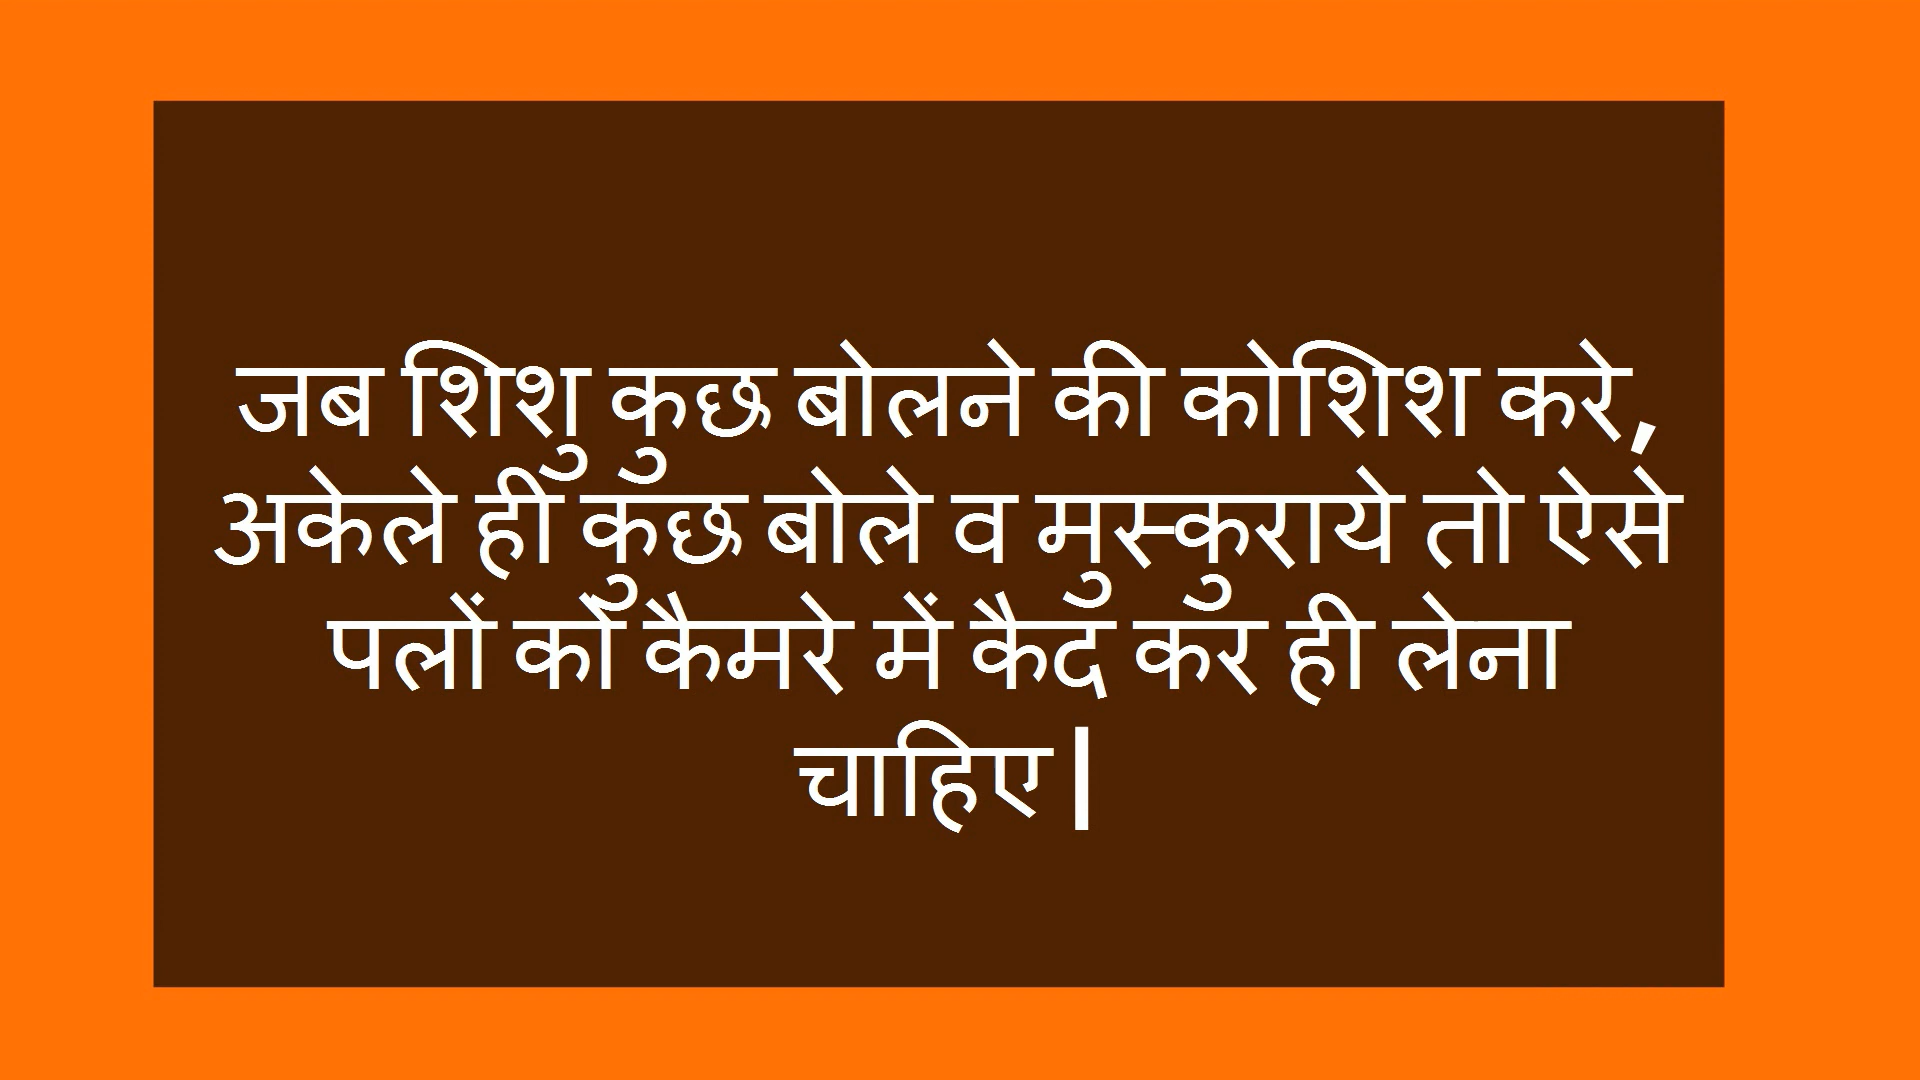 जब शिशु कुछ बोलने की कोशिश करे,
अकेले ही कुछ बोले व मुस्कुराये तो ऐसे
पलों को कैमरे में कैद कर ही लेना
चाहिए|